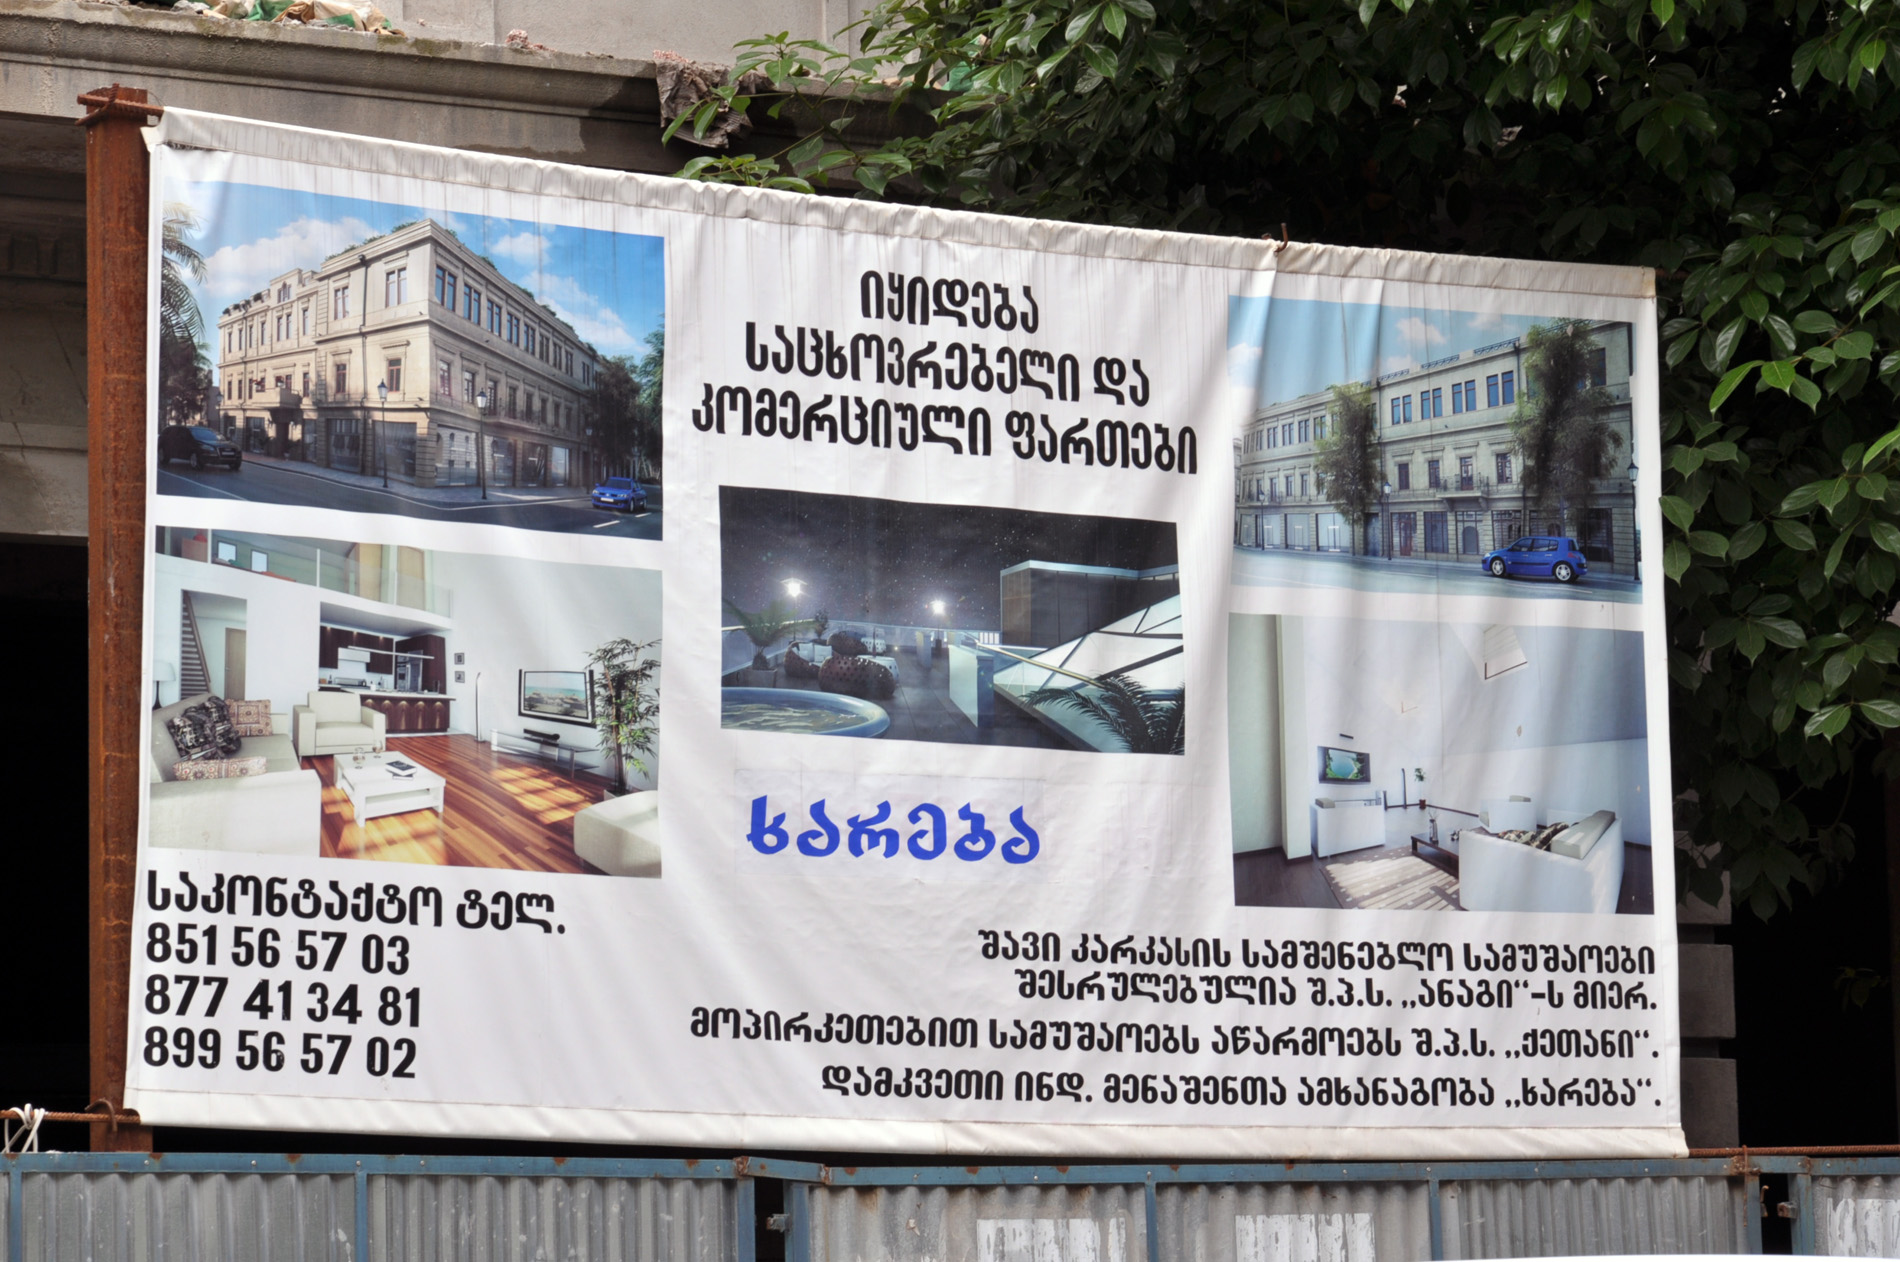 იყიდება
საცხოვრებელი და
კომერციული ფართები
ხარება
საკონტაქტო ტელ.
851 56 57 03
877 41 34 81
899 56 57 02
შავი კარკასის სამშენებლო სამუშაოები
შესრულებულია შ.პ.ს. „ანაგი“-ს მიერ.
მოპირკეთებით სამუშაოებს აწარმოებს შ.პ.ს. „ქეთანი“.
დამკვეთი ინდ. მენაშენთა ამხანაგობა „ხარება“.